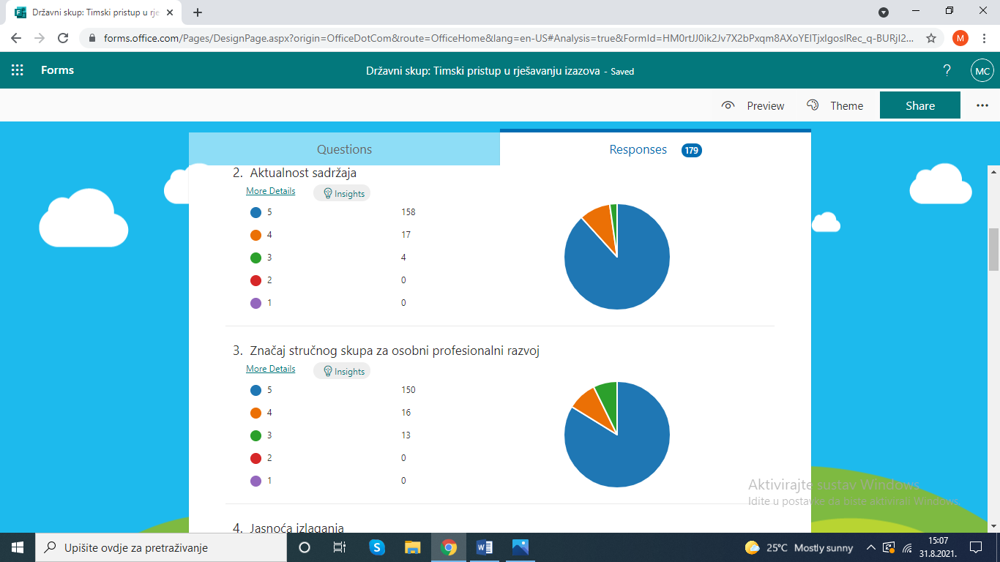 Državni skup: Timski pristup u rje
forms.office.com/Pages/DesignPage.aspx?origin=OfficeDotCom&route=OfficeHome&lang=en-US#Analysis=true&FormId=HM0rtJJ0ik2Jv7X2bPxqm8AXoYEITjxIgoslRec_q-BURjI2...
M
Forms
Državni skup: Timski pristup u rješavanju izazova - Saved
?
MC
Preview
Theme
Share
...
Questions
Responses 179
2. Aktualnost sadržaja
More Details
Insights
5 158
4 17
3 4
2 0
1 0
3. Značaj stručnog skupa za osobni profesionalni razvoj
More Details
Insights
5 150
4 16
3 13
2 0
1 0
4. Jasnoća izlaganja
Aktivirajte sustav Windows
Idite u postavke da biste aktivirali Windows.
Upišite ovdje za pretraživanje
25°C Mostly sunny
15:07
31.8.2021.